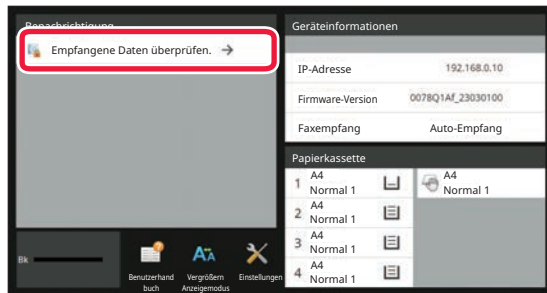 Benachrichtigung
Empfangene Daten überprüfen. →
Bk
Benutzerhand
buch
Vergrößern
Anzeigemodus
Einstellungen
Geräteinformationen
IP-Adresse 192.168.0.10
Firmware-Version 0078Q1Af_23030100
Faxempfang Auto-Empfang
Papierkassette
1 A4
Normal 1
A4
Normal 1
2 A4
Normal 1
3 A4
Normal 1
4 A4
Normal 1